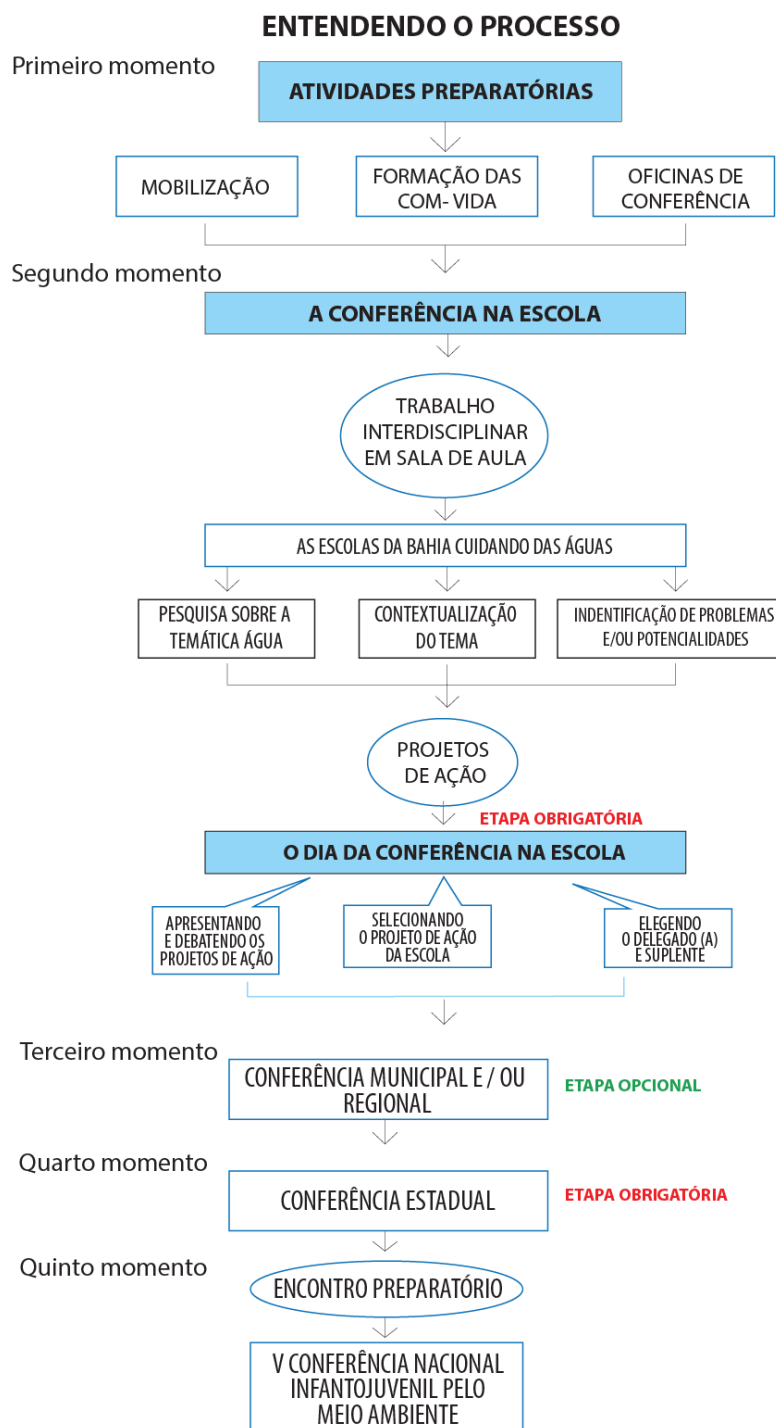 ENTENDENDO O PROCESSO
Primeiro momento
ATIVIDADES PREPARATÓRIAS
MOBILIZAÇÃO
FORMAÇÃO DAS
COM- VIDA
OFICINAS DE
CONFERÊNCIA
Segundo momento
A CONFERÊNCIA NA ESCOLA
TRABALHO
INTERDISCIPLINAR
EM SALA DE AULA
AS ESCOLAS DA BAHIA CUIDANDO DAS ÁGUAS
PESQUISA SOBRE A
TEMÁTICA ÁGUA
CONTEXTUALIZAÇÃO
DO TEMA
INDENTIFICAÇÃO DE PROBLEMAS
E/OU POTENCIALIDADES
PROJETOS
DE AÇÃO
ETAPA OBRIGATÓRIA
O DIA DA CONFERÊNCIA NA ESCOLA
APRESENTANDO
E DEBATENDO OS
PROJETOS DE AÇÃO
SELECIONANDO
O PROJETO DE AÇÃO
DA ESCOLA
ELEGENDO
O DELEGADO (A)
E SUPLENTE
Terceiro momento
CONFERÊNCIA MUNICIPAL E / OU
REGIONAL
ETAPA OPCIONAL
Quarto momento
CONFERÊNCIA ESTADUAL
ETAPA OBRIGATÓRIA
Quinto momento
ENCONTRO PREPARATÓRIO
V CONFERÊNCIA NACIONAL
INFANTOJUVENIL PELO
MEIO AMBIENTE